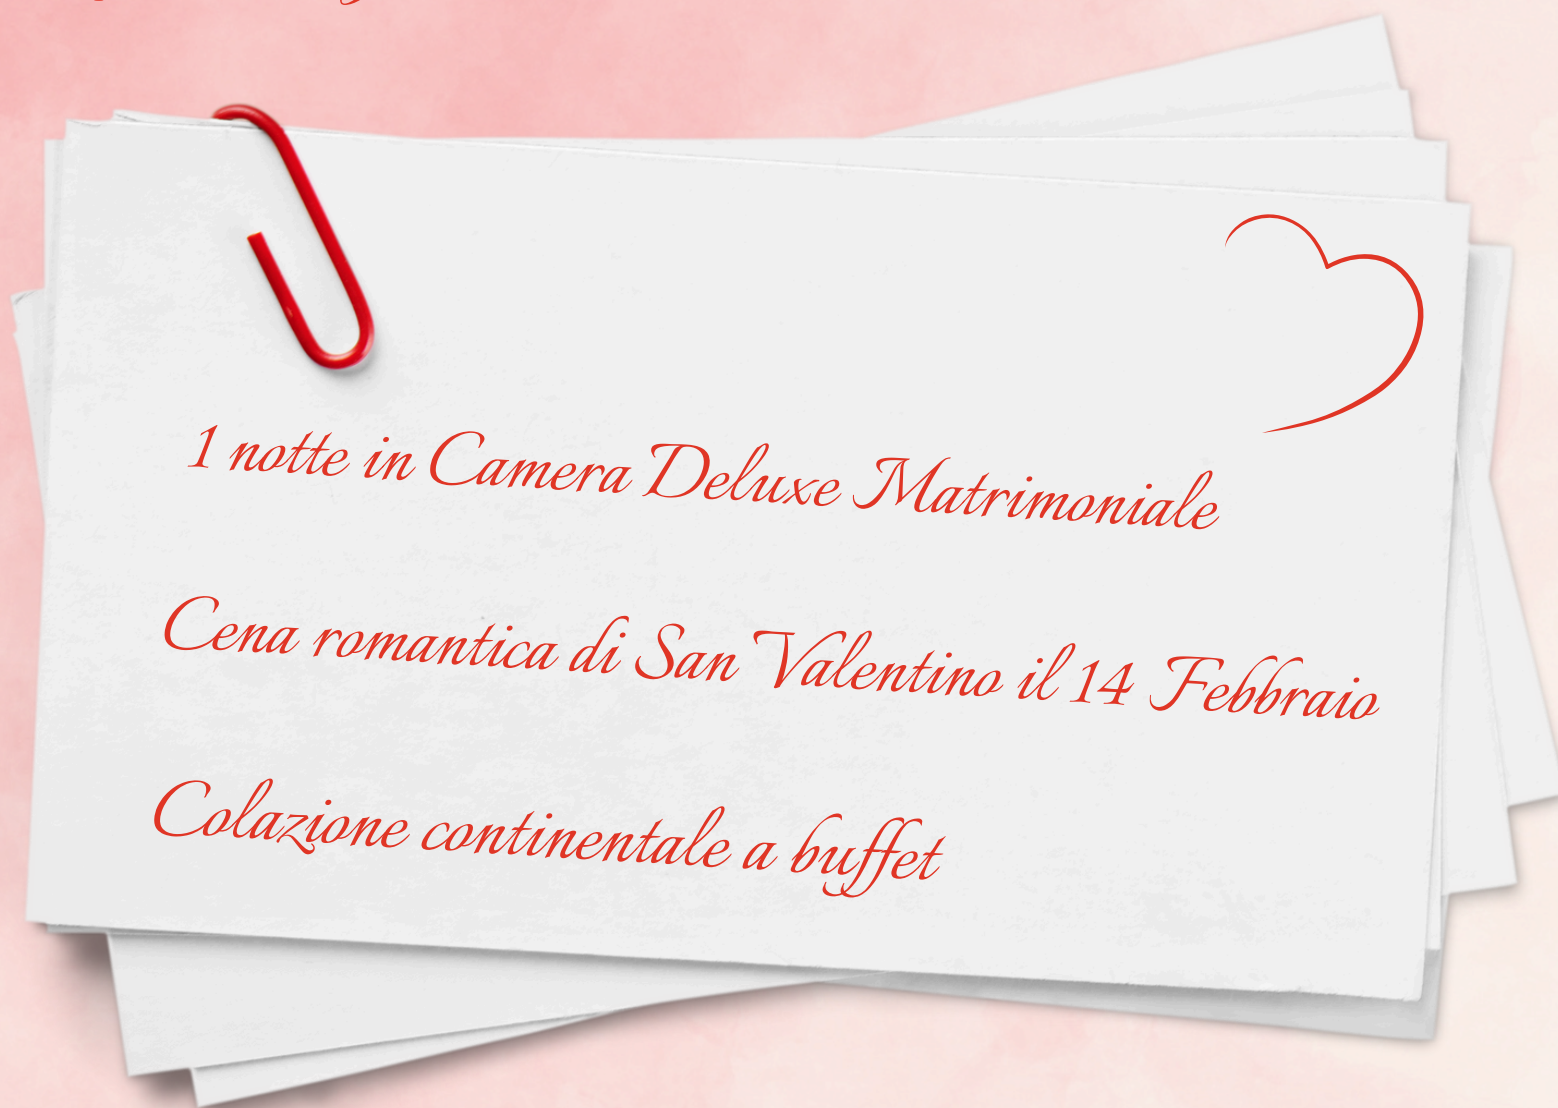 1 notte in Camera Deluxe Matrimoniale
Cena romantica di San Valentino il 14 Febbraio
Colazione continentale a buffet